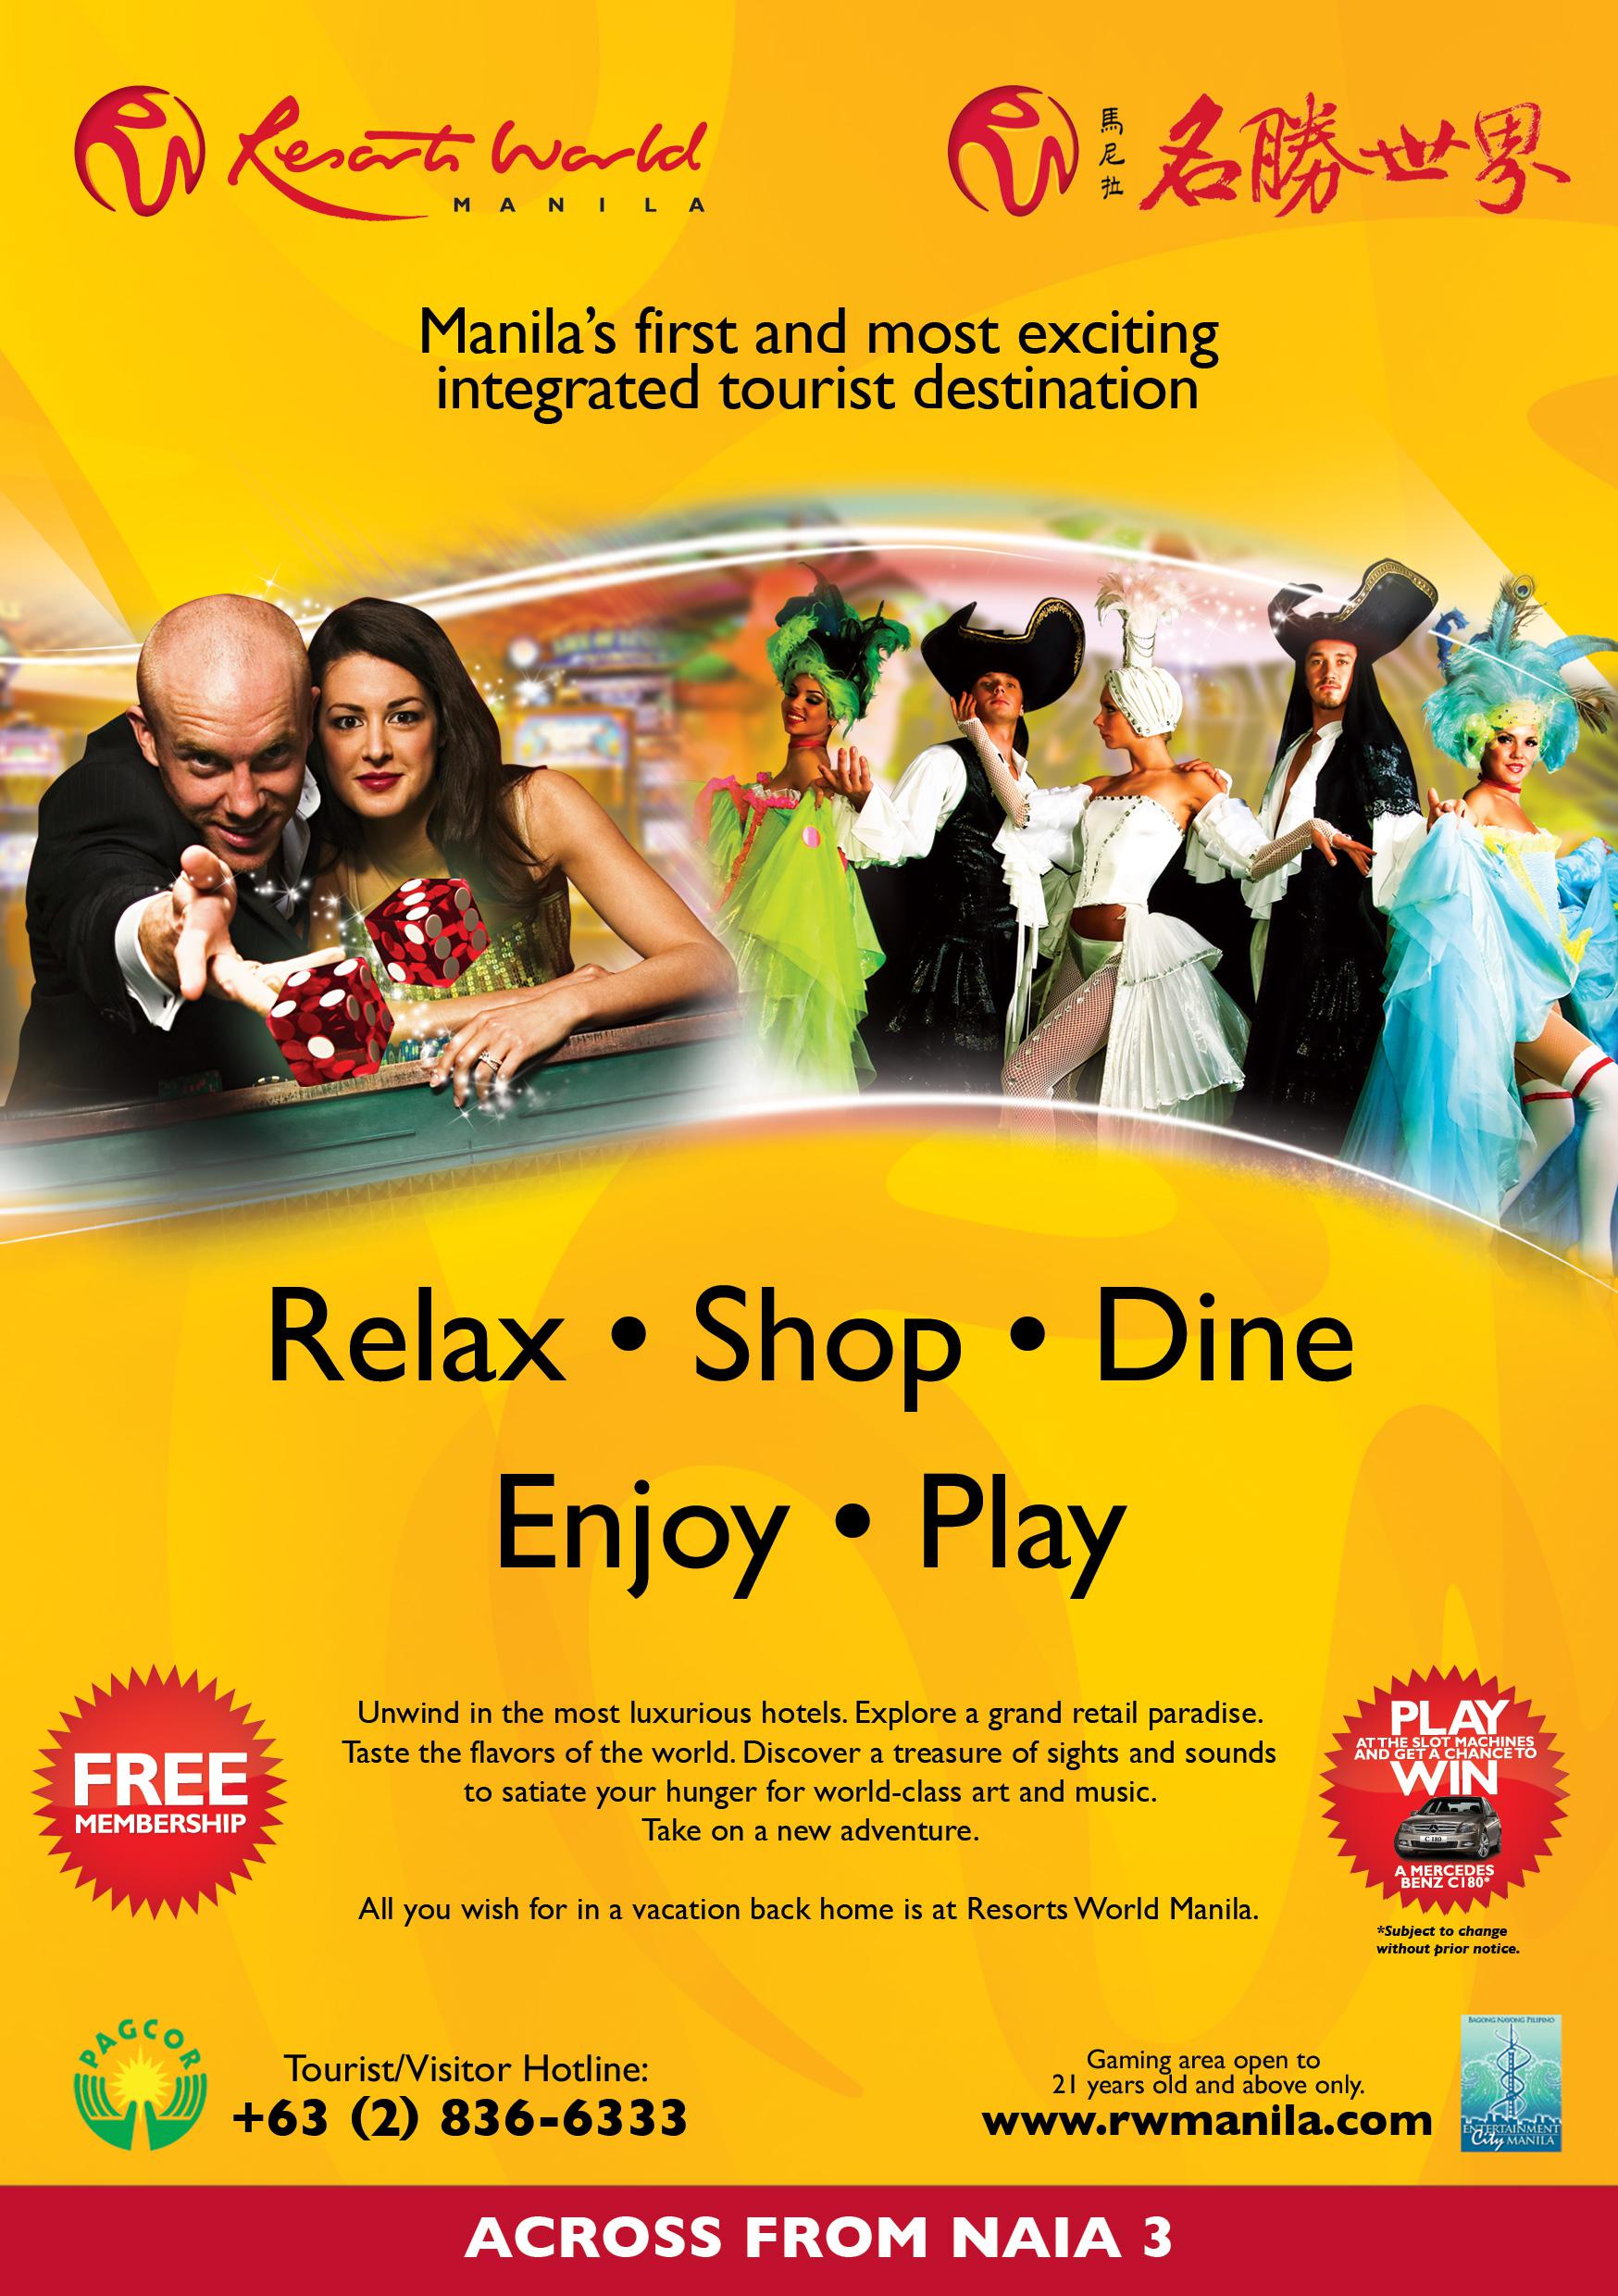 Resorts World
MANILA
馬尼拉
名勝世界
Manila's first and most exciting
integrated tourist destination
Relax • Shop • Dine
Enjoy • Play
FREE
MEMBERSHIP
Unwind in the most luxurious hotels. Explore a grand retail paradise.
Taste the flavors of the world. Discover a treasure of sights and sounds
to satiate your hunger for world-class art and music.
Take on a new adventure.
All you wish for in a vacation back home is at Resorts World Manila.
PLAY
AT THE SLOT MACHINES
AND GET A CHANCE TO
WIN
C 180
A MERCEDES
BENZ C180*
*Subject to change
without prior notice.
PAGCOR
Tourist/Visitor Hotline:
+63 (2) 836-6333
Gaming area open to
21 years old and above only.
www.rwmanila.com
BAGONG NAYONG PILIPINO
ENTERTAINMENT
City MANILA
ACROSS FROM NAIA 3